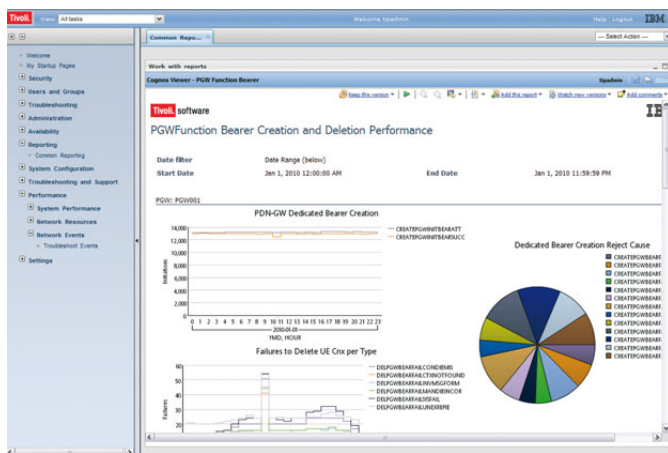 Tivoli. View: All tasks Welcome tipadmin Help Logout IBM
Common Repo...
--- Select Action ---
Welcome
My Startup Pages
Security
Users and Groups
Troubleshooting
Administration
Availability
Reporting
Common Reporting
System Configuration
Troubleshooting and Support
Performance
System Performance
Network Resources
Network Events
Troubleshoot Events
Settings
Work with reports
Cognos Viewer - PGW Function Bearer tipadmin
Keep this version Add this report Watch new versions Add comments
Tivoli. software
PGWFunction Bearer Creation and Deletion Performance
Date filter Date Range (below)
Start Date Jan 1, 2010 12:00:00 AM End Date Jan 1, 2010 11:59:59 PM
PGW: PGW001
PDN-GW Dedicated Bearer Creation
14,000
12,000
10,000
8,000
6,000
4,000
2,000
0
Initiations
0 1 2 3 4 5 6 7 8 9 10 11 12 13 14 15 16 17 18 19 20 21 22 23
2010-01-01
YMD, HOUR
CREATEPGWINITBEARATT
CREATEPGWINITBEARSUCC
Dedicated Bearer Creation Reject Cause
Failures to Delete UE Cnx per Type
60
50
40
30
20
Failures
DELPGWBEARFAILCTXNOTFOUND
DELPGWBEARFAILINVMSGFORM
DELPGWBEARFAILMANDIEINCOR
DELPGWBEARFAILSYSFAIL